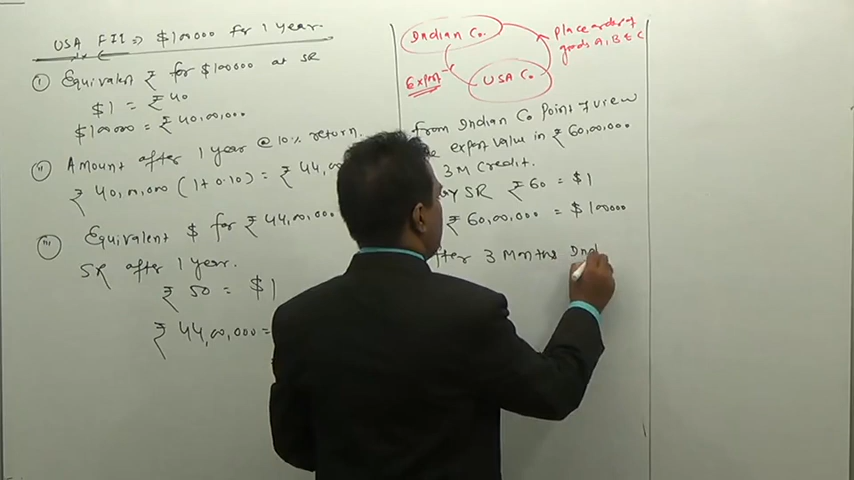 USA FII => $100000 for 1 year.
(i) Equivalent ₹ for $100000 at SR
$1 = ₹40
$100000 = ₹40,00,000
(ii) Amount after 1 year @ 10% return.
₹ 40,00,000 (1+0.10) = ₹ 44,
(iii) Equivalent $ for ₹ 44,00,000
SR after 1 year.
₹ 50 = $1
₹ 44,00,000 =
Indian Co.
Export
USA Co.
Place order of
goods A, B & C
from Indian Co Point of view
export value in ₹ 60,00,000
3 M Credit.
SR ₹ 60 = $1
₹ 60,00,000 = $100000
3 Months Indi